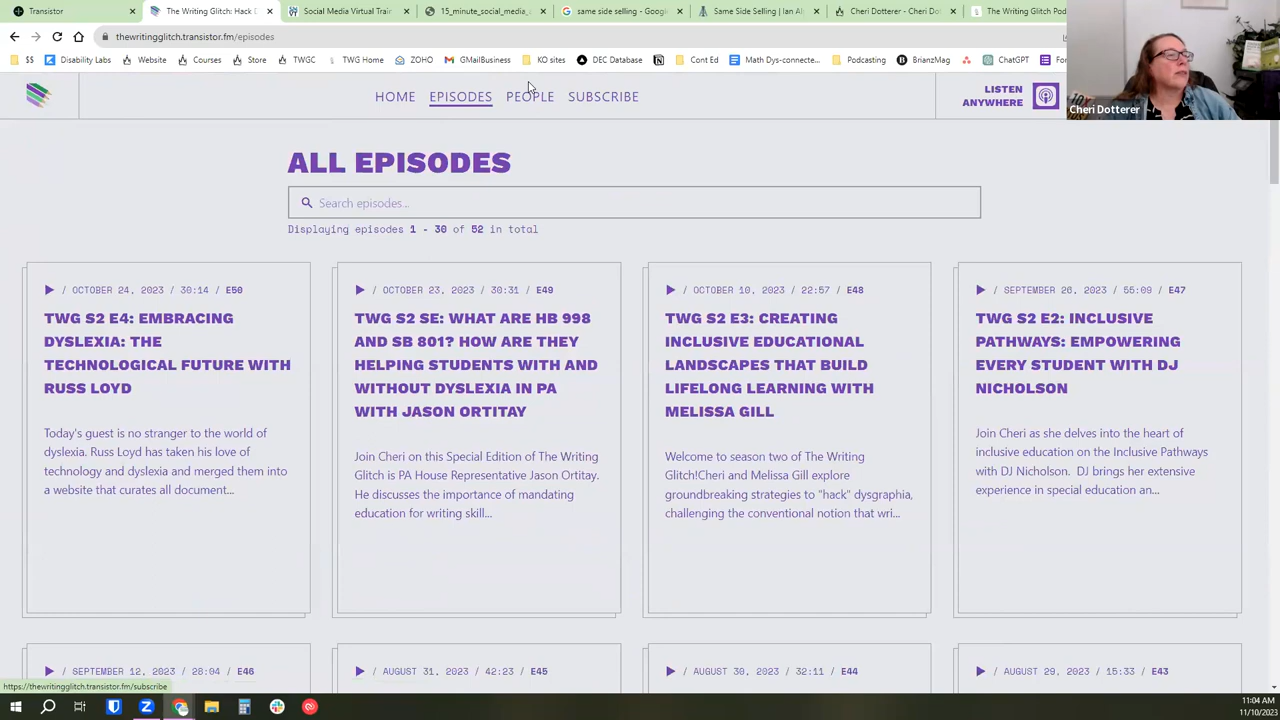 Transistor
The Writing Glitch: Hack D
Social Media Virtual Train
15_minute_social_media_
same side selling - Googl
Same Side Selling | Ian Al
Cheri Dotterer - Cheri Do
The Writing Glitch Pod
thewritingglitch.transistor.fm/episodes
$$
Disability Labs
Website
Courses
Store
TWGC
TWG Home
ZOHO
GMailBusiness
KO sites
DEC Database
Cont Ed
Math Dys-connecte...
Podcasting
BrianzMag
ChatGPT
Form
HOME
EPISODES
PEOPLE
SUBSCRIBE
LISTEN
ANYWHERE
Cheri Dotterer
ALL EPISODES
Search episodes...
Displaying episodes 1 - 30 of 52 in total
/ OCTOBER 24, 2023 / 30:14 / E50
TWG S2 E4: EMBRACING
DYSLEXIA: THE
TECHNOLOGICAL FUTURE WITH
RUSS LOYD
Today's guest is no stranger to the world of
dyslexia. Russ Loyd has taken his love of
technology and dyslexia and merged them into
a website that curates all document...
/ OCTOBER 23, 2023 / 30:31 / E49
TWG S2 SE: WHAT ARE HB 998
AND SB 801? HOW ARE THEY
HELPING STUDENTS WITH AND
WITHOUT DYSLEXIA IN PA
WITH JASON ORTITAY
Join Cheri on this Special Edition of The Writing
Glitch is PA House Representative Jason Ortitay.
He discusses the importance of mandating
education for writing skill...
/ OCTOBER 10, 2023 / 22:57 / E48
TWG S2 E3: CREATING
INCLUSIVE EDUCATIONAL
LANDSCAPES THAT BUILD
LIFELONG LEARNING WITH
MELISSA GILL
Welcome to season two of The Writing
Glitch!Cheri and Melissa Gill explore
groundbreaking strategies to "hack" dysgraphia,
challenging the conventional notion that wri...
/ SEPTEMBER 26, 2023 / 55:09 / E47
TWG S2 E2: INCLUSIVE
PATHWAYS: EMPOWERING
EVERY STUDENT WITH DJ
NICHOLSON
Join Cheri as she delves into the heart of
inclusive education on the Inclusive Pathways
with DJ Nicholson.  DJ brings her extensive
experience in special education an...
/ SEPTEMBER 12, 2023 / 28:04 / E46
/ AUGUST 31, 2023 / 42:23 / E45
/ AUGUST 30, 2023 / 32:11 / E44
/ AUGUST 29, 2023 / 15:33 / E43
https://thewritingglitch.transistor.fm/subscribe
11:04 AM
11/10/2023